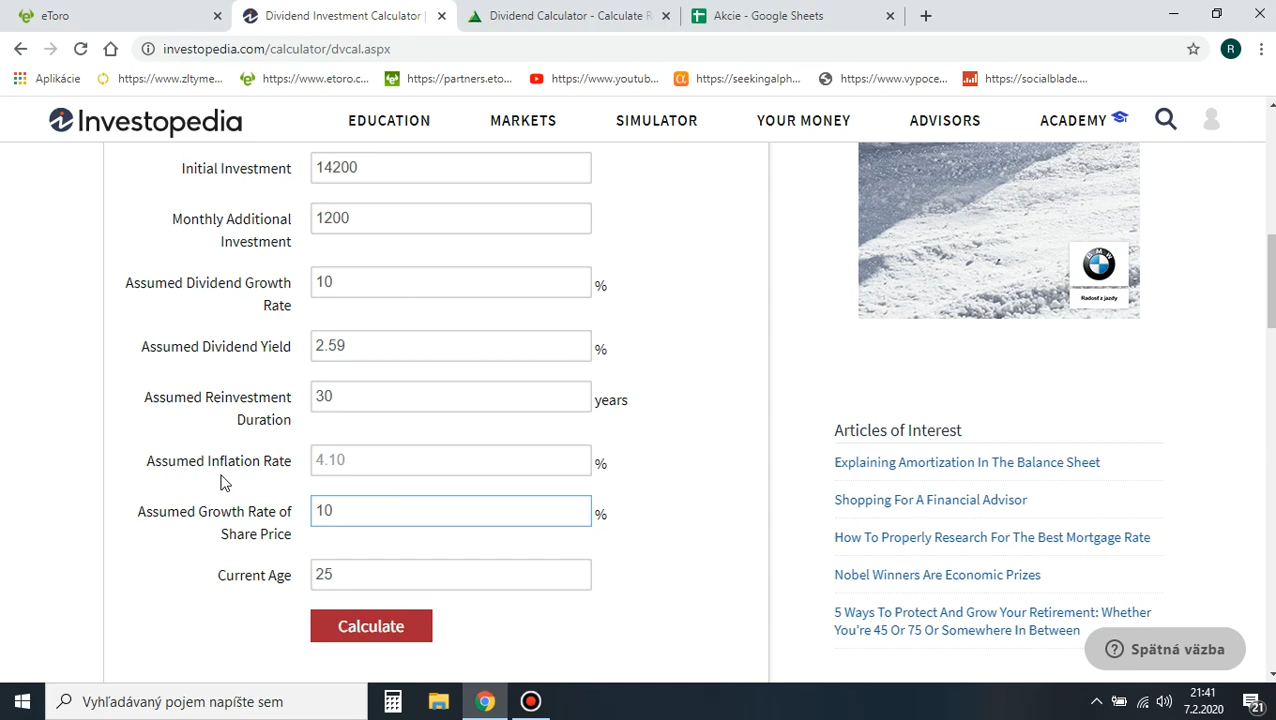 eToro
Dividend Investment Calculator
Dividend Calculator - Calculate R
Akcie - Google Sheets
investopedia.com/calculator/dvcal.aspx
R
Aplikácie
https://www.zltyme...
https://www.etoro.c...
https://partners.eto...
https://www.youtub...
https://seekingalph...
https://www.vypoce...
https://socialblade....
Investopedia
EDUCATION
MARKETS
SIMULATOR
YOUR MONEY
ADVISORS
ACADEMY
Initial Investment
14200
Monthly Additional
Investment
1200
Assumed Dividend Growth
Rate
10
%
Assumed Dividend Yield
2.59
%
Assumed Reinvestment
Duration
30
years
Assumed Inflation Rate
4.10
%
Assumed Growth Rate of
Share Price
10
%
Current Age
25
Calculate
BMW
Radosť z jazdy
Articles of Interest
Explaining Amortization In The Balance Sheet
Shopping For A Financial Advisor
How To Properly Research For The Best Mortgage Rate
Nobel Winners Are Economic Prizes
5 Ways To Protect And Grow Your Retirement: Whether
You're 45 Or 75 Or Somewhere In Between
Spätná väzba
Vyhľadávaný pojem napíšte sem
21:41
7.2.2020
21